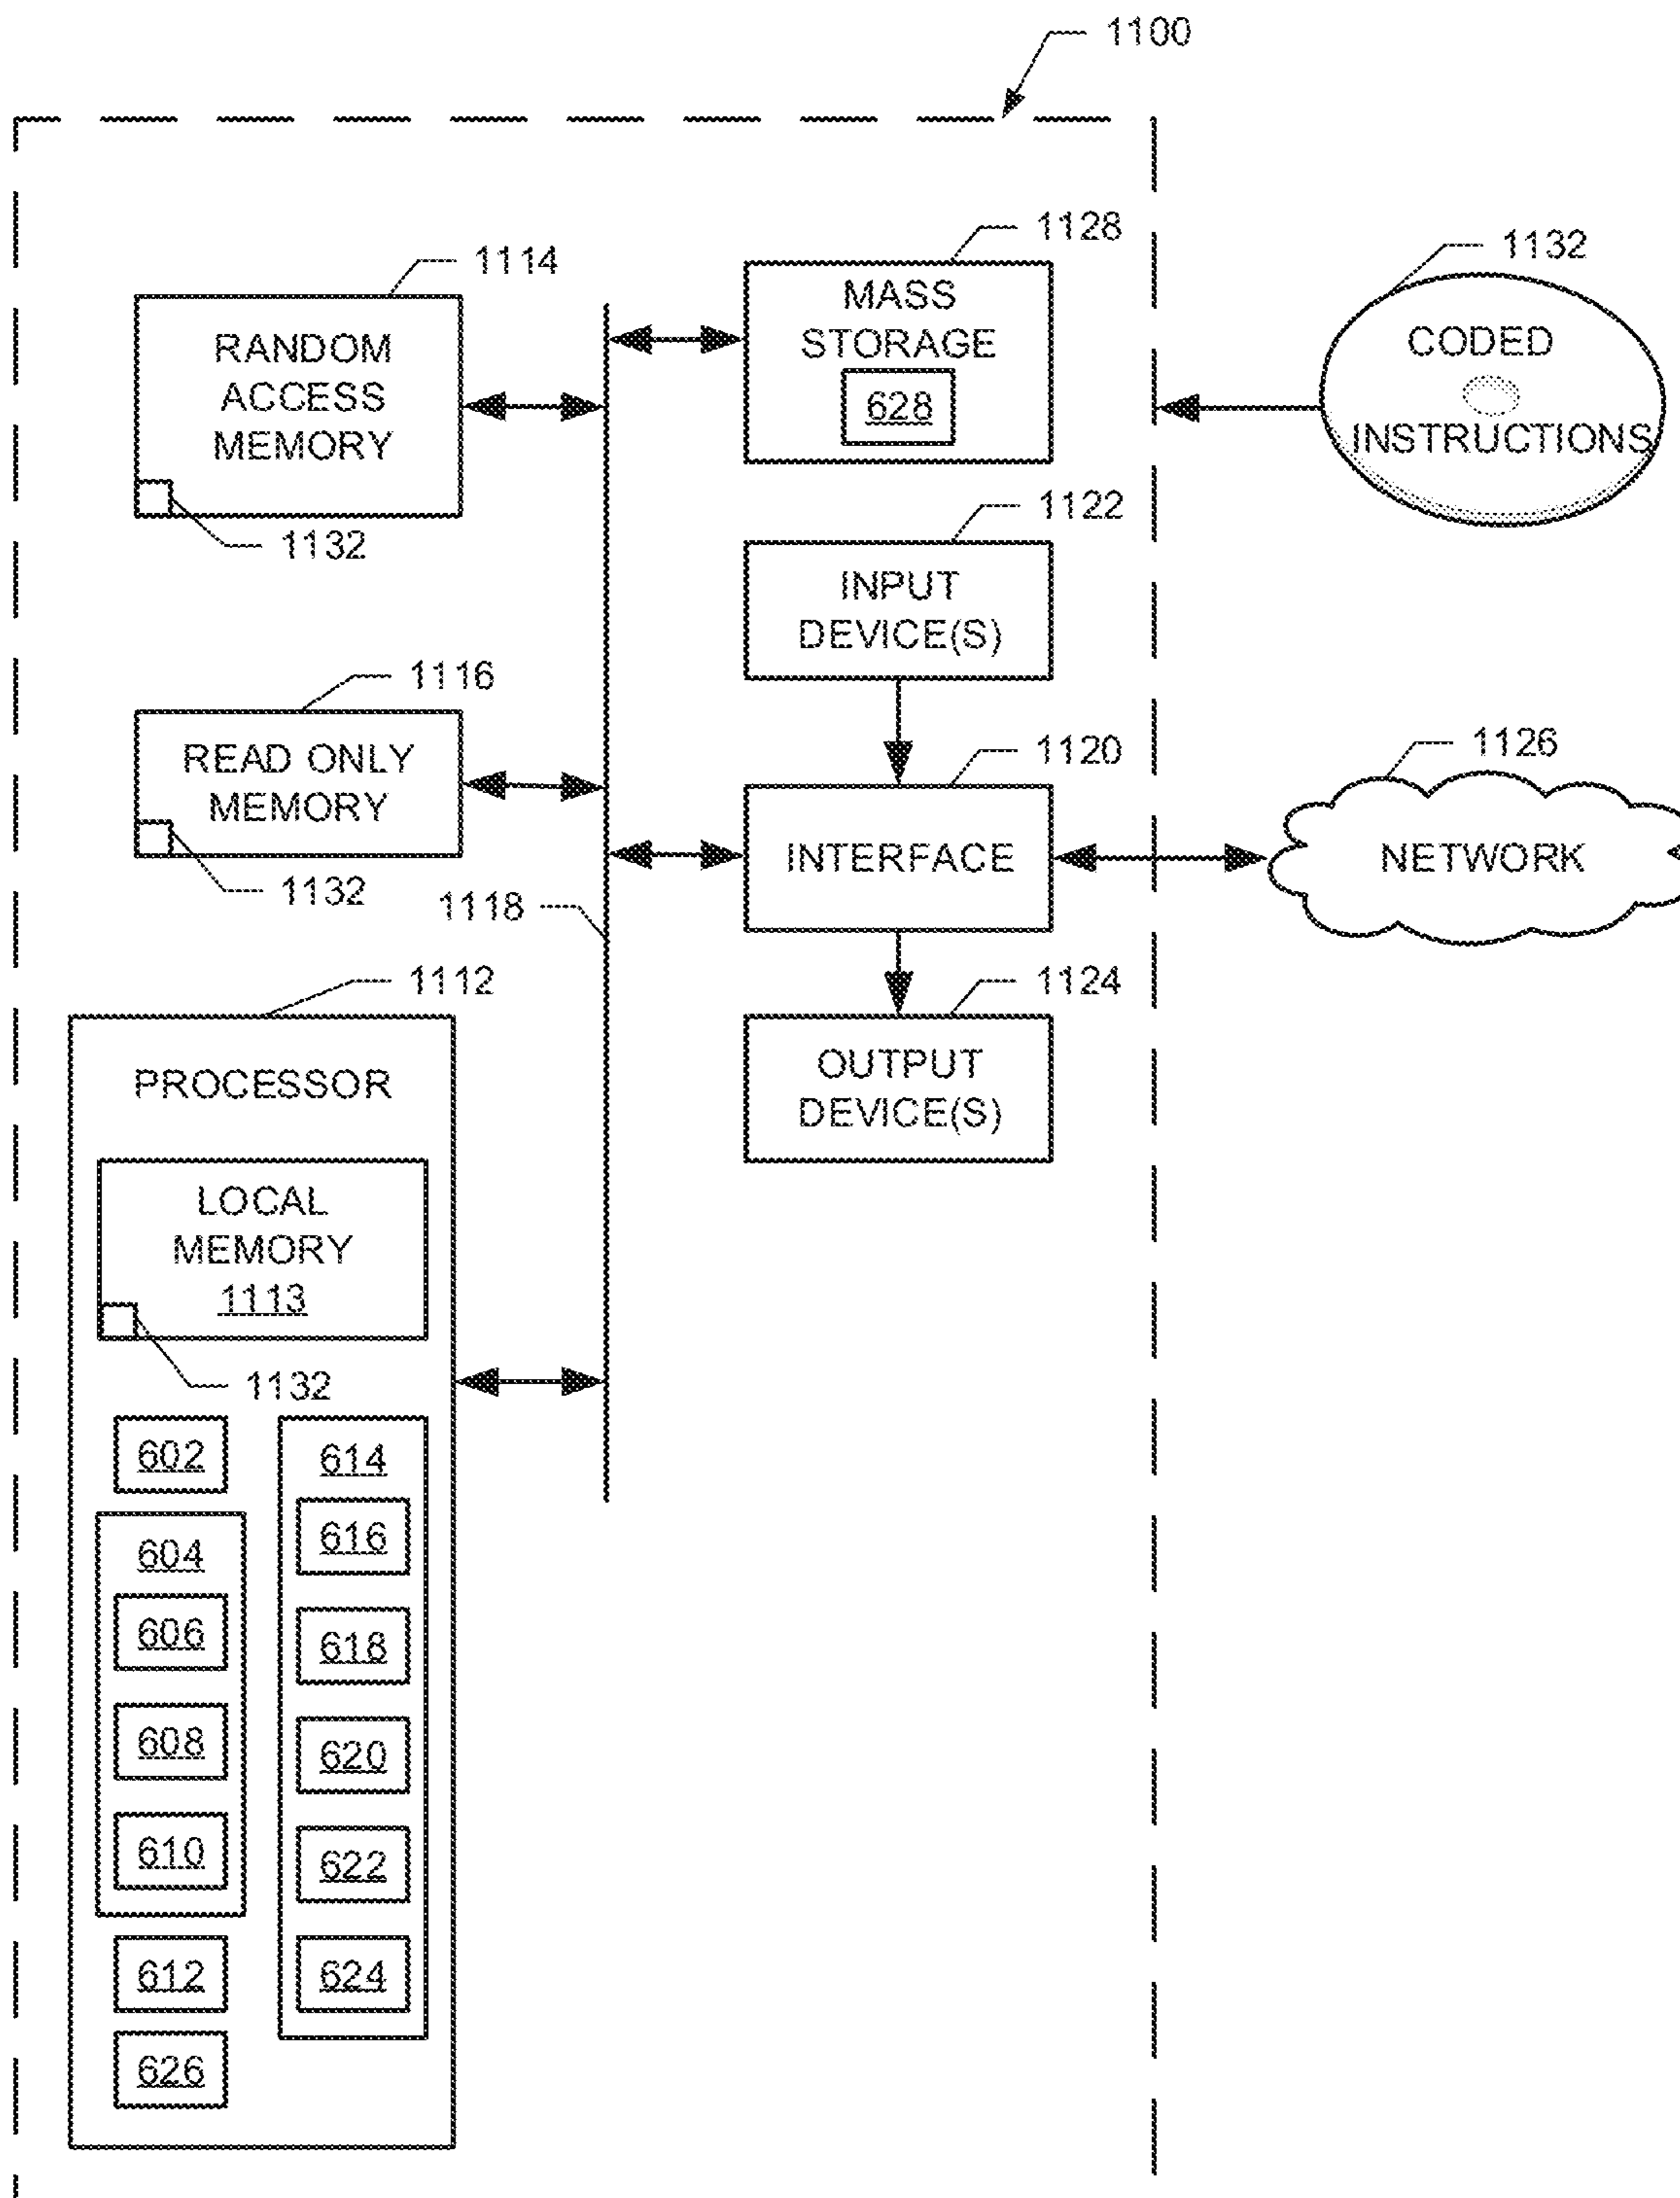 1100
1114
RANDOM
ACCESS
MEMORY
1132
1128
MASS
STORAGE
628
1132
CODED
INSTRUCTIONS
1122
INPUT
DEVICE(S)
1116
READ ONLY
MEMORY
1132
1118
1120
INTERFACE
1126
NETWORK
1124
OUTPUT
DEVICE(S)
1112
PROCESSOR
LOCAL
MEMORY
1113
1132
602
604
606
608
610
612
626
614
616
618
620
622
624